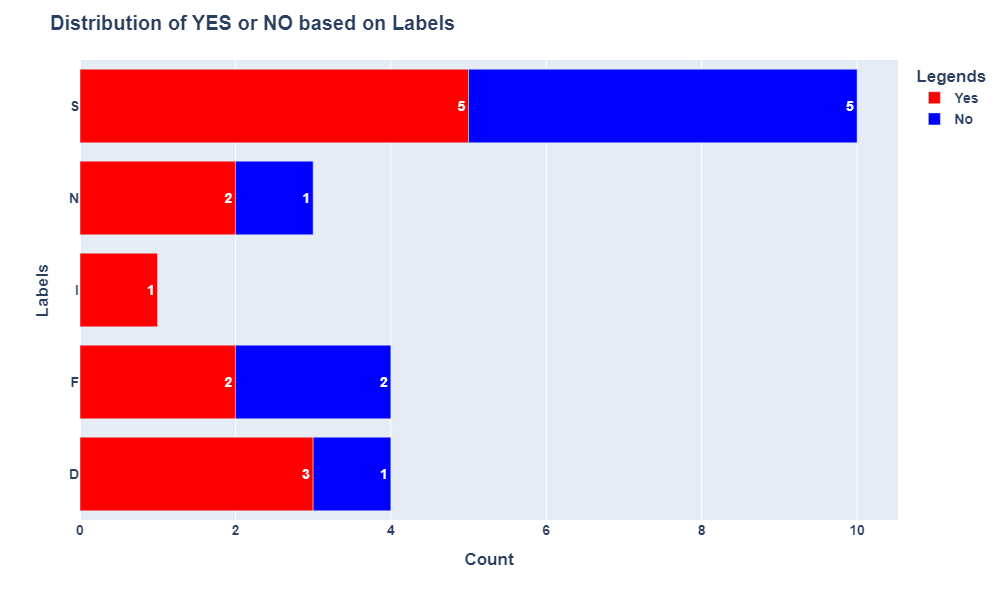 Distribution of YES or NO based on Labels
Legends
Yes
No
S 5 5
N 2 1
I 1
F 2 2
D 3 1
Labels
0 2 4 6 8 10
Count